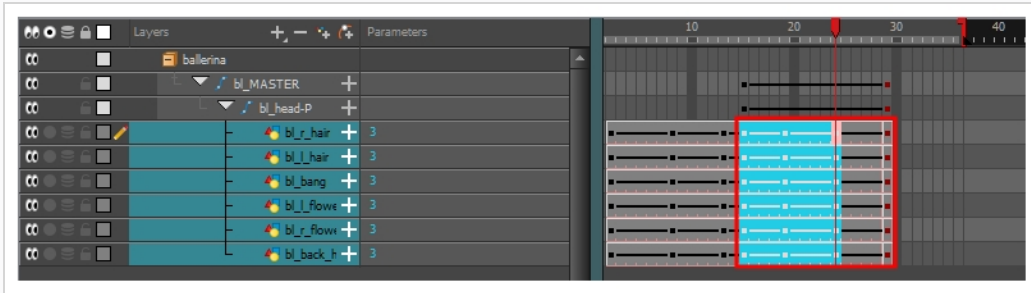 Layers Parameters 10 20 30 40
ballerina
bl_MASTER
bl_head-P
bl_r_hair 3
bl_l_hair 3
bl_bang 3
bl_l_flowe 3
bl_r_flowe 3
bl_back_h 3